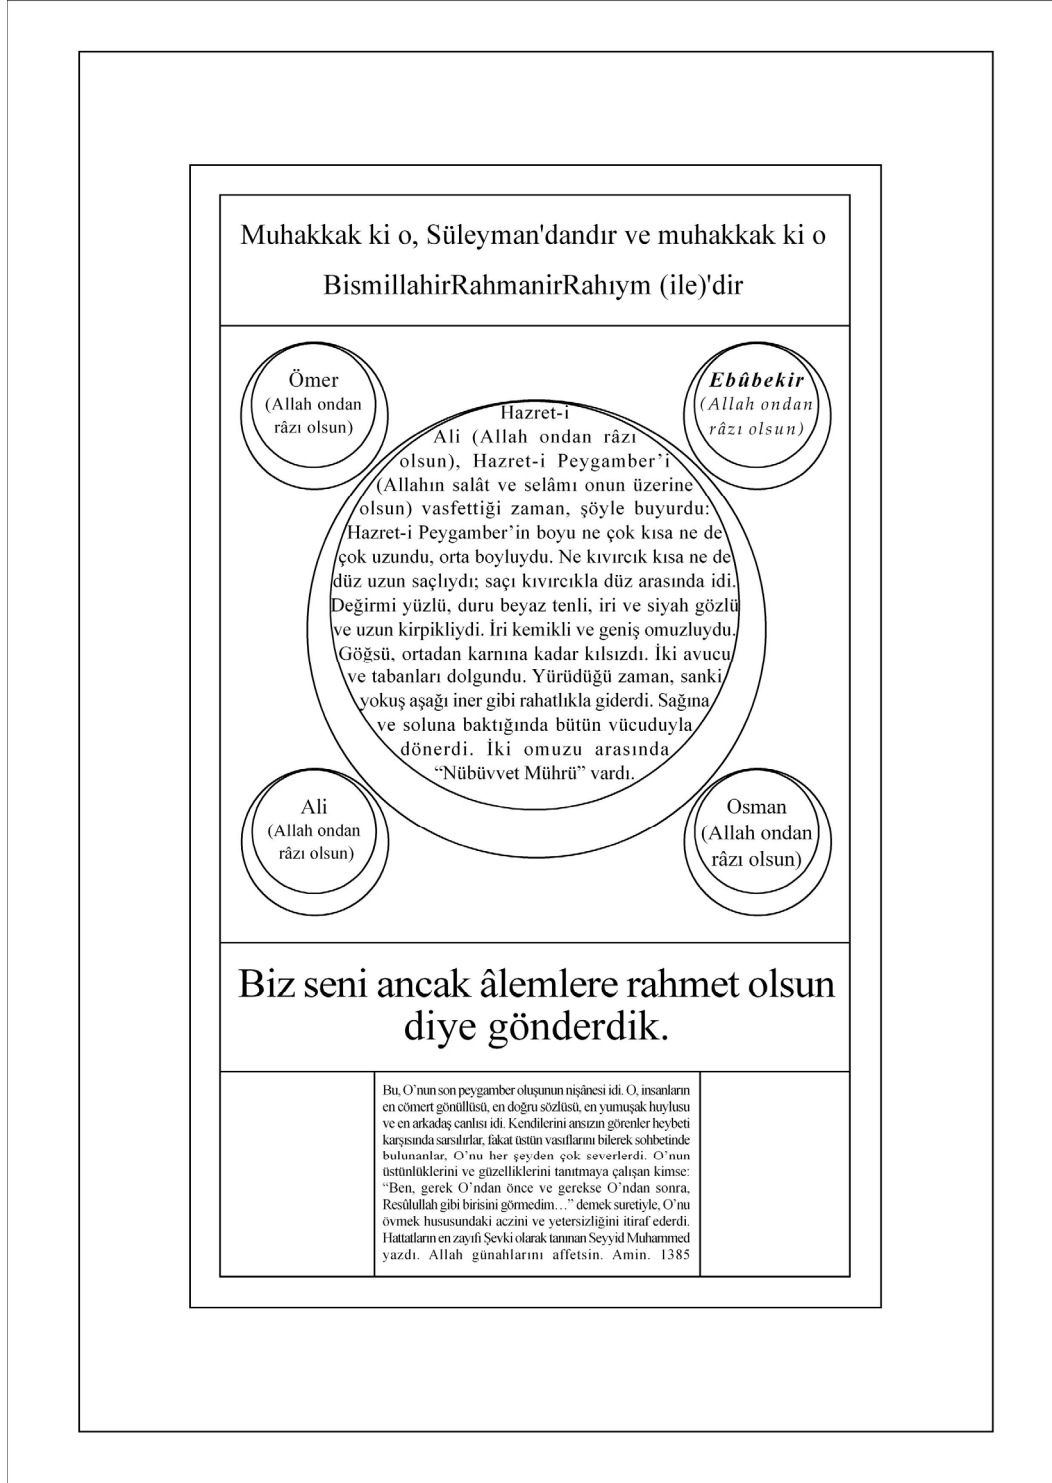 Muhakkak ki o, Süleyman'dandır ve muhakkak ki o
BismillahirRahmanirRahıym (ile)'dir
Ömer
(Allah ondan
râzı olsun)
Ebûbekir
(Allah ondan
râzı olsun)
Hazret-i
Ali (Allah ondan râzı
olsun), Hazret-i Peygamber’i
(Allahın salât ve selâmı onun üzerine
olsun) vasfettiği zaman, şöyle buyurdu:
Hazret-i Peygamber’in boyu ne çok kısa ne de
çok uzundu, orta boyluydu. Ne kıvırcık kısa ne de
düz uzun saçlıydı; saçı kıvırcıkla düz arasında idi.
Değirmi yüzlü, duru beyaz tenli, iri ve siyah gözlü
ve uzun kirpikliydi. İri kemikli ve geniş omuzluydu.
Göğsü, ortadan karnına kadar kılsızdı. İki avucu
ve tabanları dolgundu. Yürüdüğü zaman, sanki
yokuş aşağı iner gibi rahatlıkla giderdi. Sağına
ve soluna baktığında bütün vücuduyla
dönerdi. İki omuzu arasında
“Nübüvvet Mührü” vardı.
Ali
(Allah ondan
râzı olsun)
Osman
(Allah ondan
râzı olsun)
Biz seni ancak âlemlere rahmet olsun
diye gönderdik.
Bu, O’nun son peygamber oluşunun nişânesi idi. O, insanların
en cömert gönüllüsü, en doğru sözlüsü, en yumuşak huylusu
ve en arkadaş canlısı idi. Kendilerini ansızın görenler heybeti
karşısında sarsılırlar, fakat üstün vasıflarını bilerek sohbetinde
bulunanlar, O’nu her şeyden çok severlerdi. O’nun
üstünlüklerini ve güzelliklerini tanıtmaya çalışan kimse:
“Ben, gerek O’ndan önce ve gerekse O’ndan sonra,
Resûlullah gibi birisini görmedim…” demek suretiyle, O’nu
övmek hususundaki aczini ve yetersizliğini itiraf ederdi.
Hattatların en zayıfı Şevki olarak tanınan Seyyid Muhammed
yazdı. Allah günahlarını affetsin. Amin. 1385